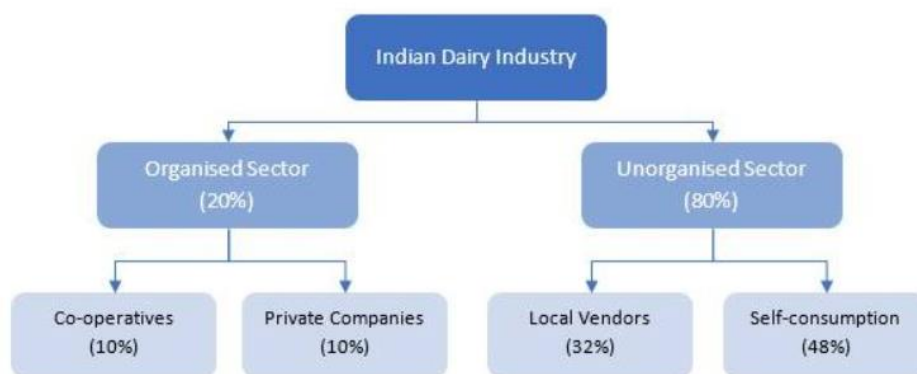 Indian Dairy Industry
Organised Sector
(20%)
Unorganised Sector
(80%)
Co-operatives
(10%)
Private Companies
(10%)
Local Vendors
(32%)
Self-consumption
(48%)